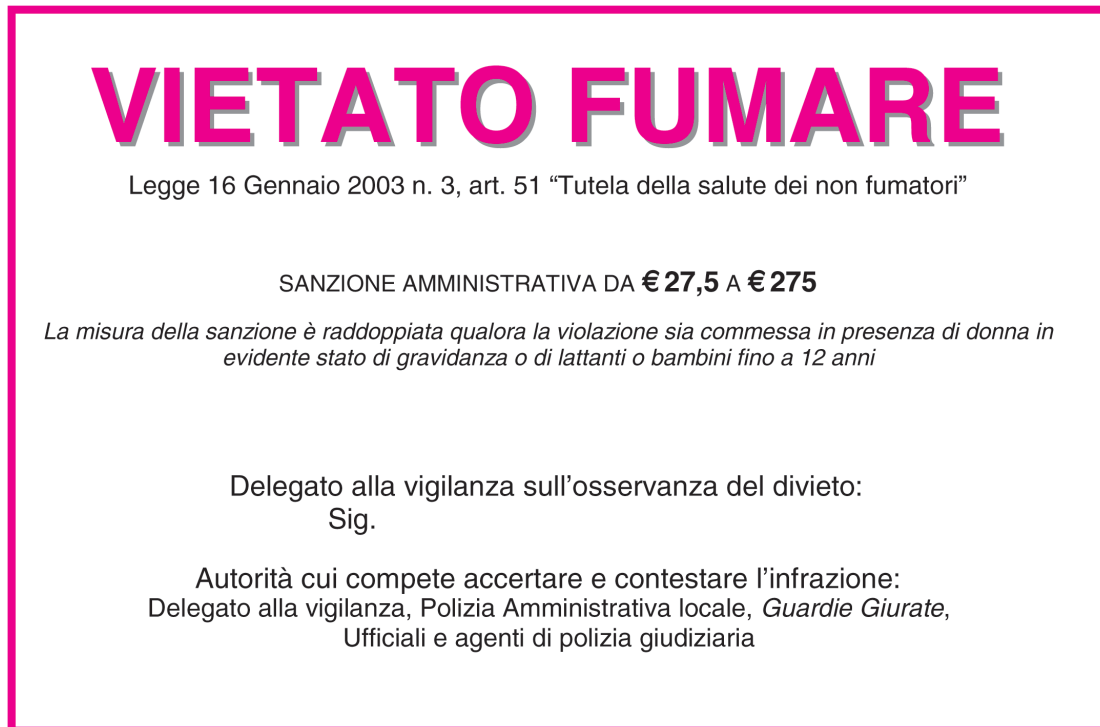 VIETATO FUMARE
Legge 16 Gennaio 2003 n. 3, art. 51 “Tutela della salute dei non fumatori”
SANZIONE AMMINISTRATIVA DA € 27,5 A € 275
La misura della sanzione è raddoppiata qualora la violazione sia commessa in presenza di donna in
evidente stato di gravidanza o di lattanti o bambini fino a 12 anni
Delegato alla vigilanza sull’osservanza del divieto:
Sig.
Autorità cui compete accertare e contestare l’infrazione:
Delegato alla vigilanza, Polizia Amministrativa locale, Guardie Giurate,
Ufficiali e agenti di polizia giudiziaria